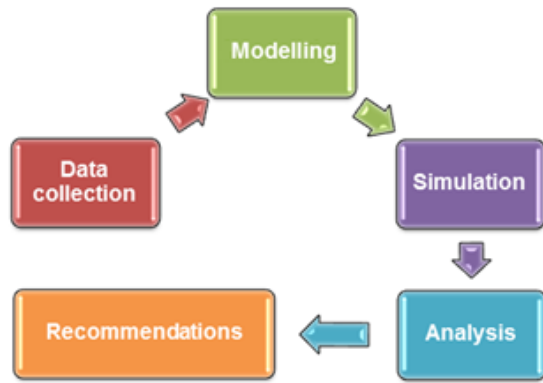 Modelling
Data
collection
Simulation
Recommendations
Analysis